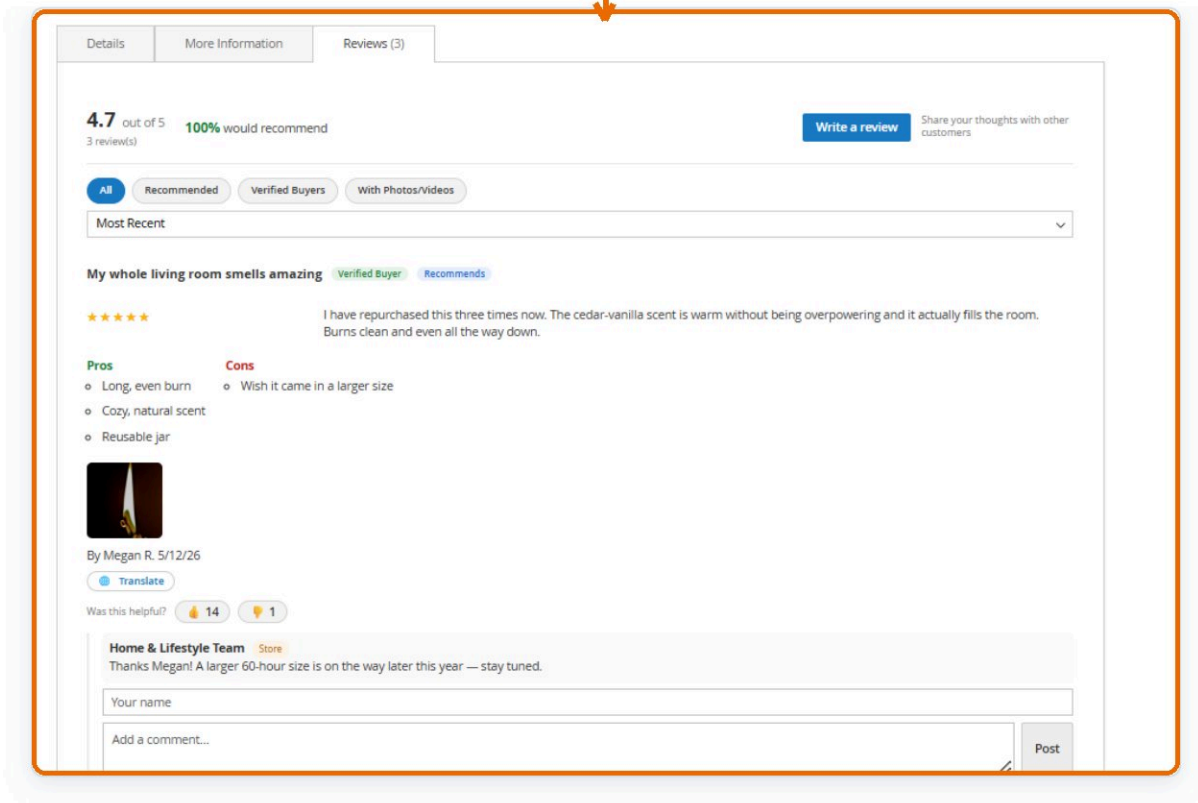 Details
More Information
Reviews (3)
4.7 out of 5
100% would recommend
3 review(s)
Write a review
Share your thoughts with other
customers
All
Recommended
Verified Buyers
With Photos/Videos
Most Recent
My whole living room smells amazing Verified Buyer Recommends
I have repurchased this three times now. The cedar-vanilla scent is warm without being overpowering and it actually fills the room.
Burns clean and even all the way down.
Pros
Long, even burn
Cozy, natural scent
Reusable jar
Cons
Wish it came in a larger size
By Megan R. 5/12/26
Translate
Was this helpful? 14 1
Home & Lifestyle Team Store
Thanks Megan! A larger 60-hour size is on the way later this year — stay tuned.
Your name
Add a comment...
Post